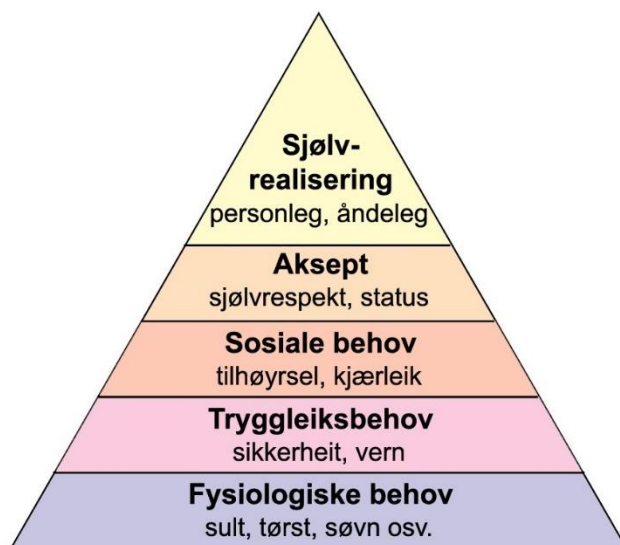 Sjølv-
realisering
personleg, åndeleg
Aksept
sjølvrespekt, status
Sosiale behov
tilhøyrsel, kjærleik
Tryggleiksbehov
sikkerheit, vern
Fysiologiske behov
sult, tørst, søvn osv.